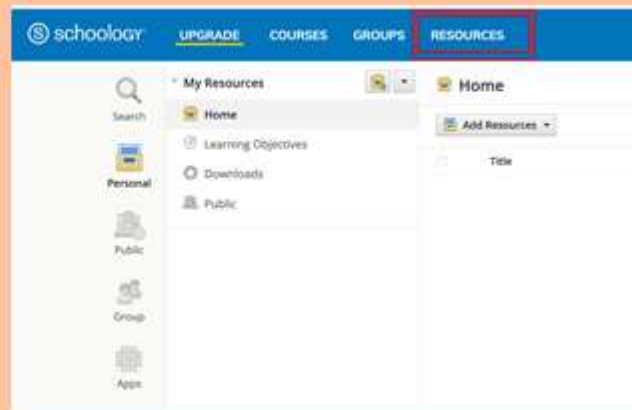 schoology UPGRADE COURSES GROUPS RESOURCES
Search
Personal
Public
Group
Apps
My Resources
Home
Learning Objectives
Downloads
Public
Home
Add Resources
Title